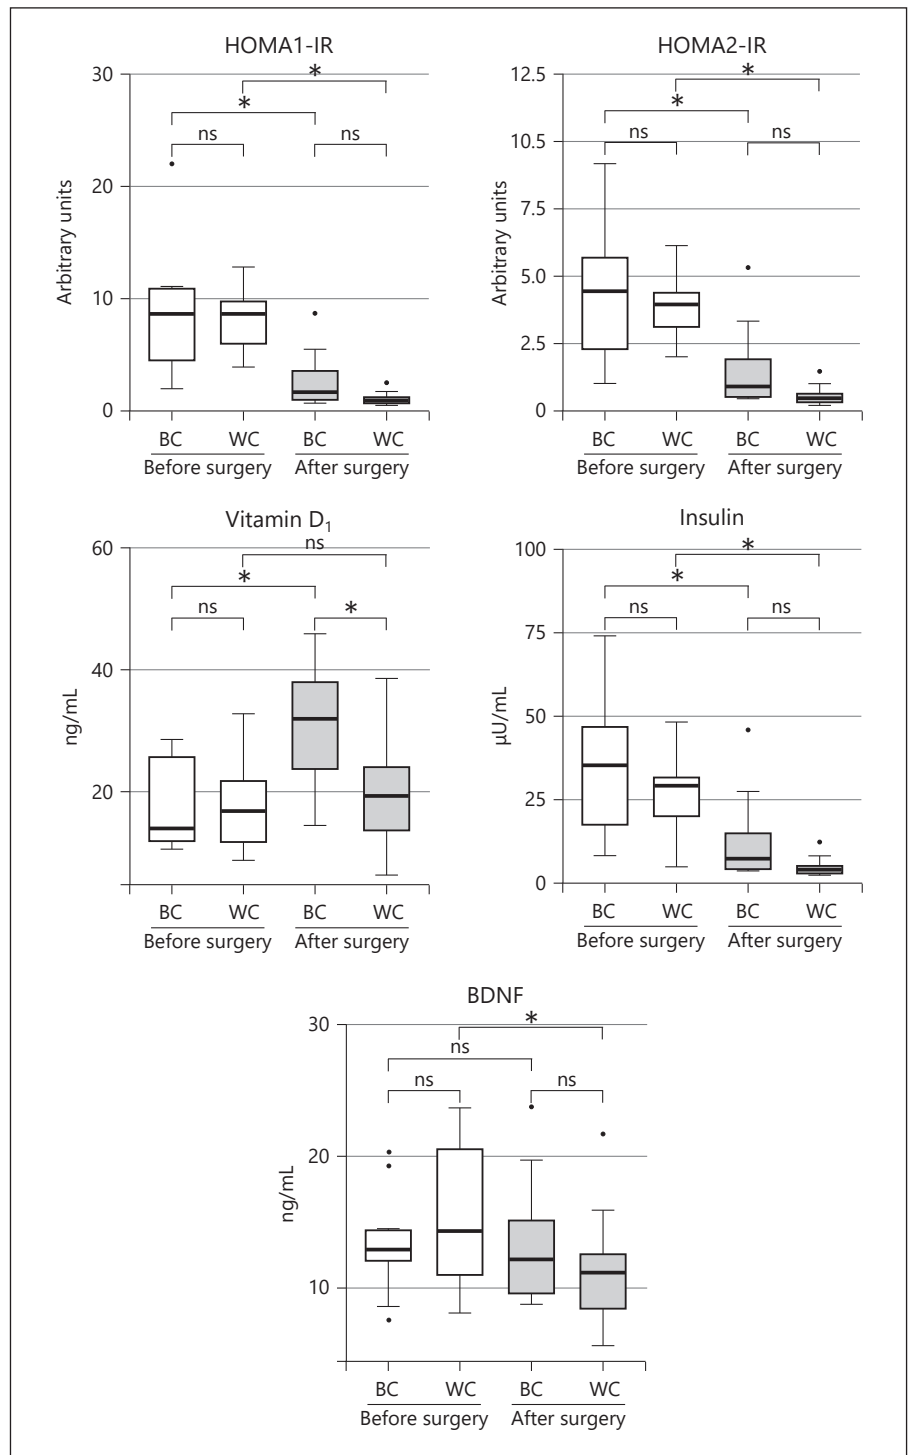 HOMA1-IR
30
20
10
0
Arbitrary units
*
*
ns
ns
BC WC BC WC
Before surgery After surgery
HOMA2-IR
12.5
10.5
7.5
5.0
2.5
0
Arbitrary units
*
*
ns
ns
BC WC BC WC
Before surgery After surgery
Vitamin D₁
60
40
20
ng/mL
ns
*
ns
*
BC WC BC WC
Before surgery After surgery
Insulin
100
75
50
25
0
µU/mL
*
*
ns
ns
BC WC BC WC
Before surgery After surgery
BDNF
30
20
10
ng/mL
*
ns
ns
ns
BC WC BC WC
Before surgery After surgery